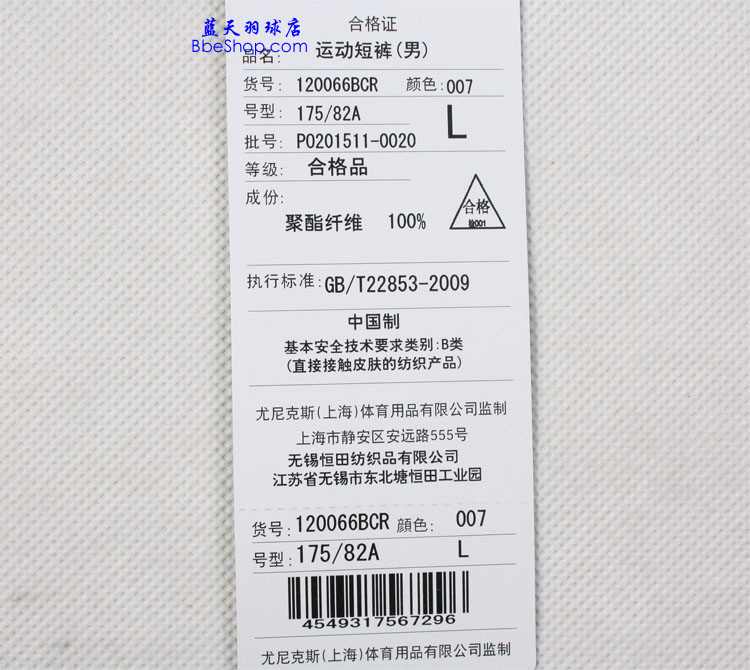 蓝天羽球店
BbeShop.com
合格证
品名: 运动短裤(男)
货号: 120066BCR 颜色:007
号型: 175/82A L
批号: P0201511-0020
等级: 合格品
成份:
聚酯纤维 100%
合格
检001
执行标准:GB/T22853-2009
中国制
基本安全技术要求类别:B类
(直接接触皮肤的纺织产品)
尤尼克斯(上海)体育用品有限公司监制
上海市静安区安远路555号
无锡恒田纺织品有限公司
江苏省无锡市东北塘恒田工业园
货号:120066BCR 顔色: 007
号型:175/82A L
4549317567296
尤尼克斯(上海)体育用品有限公司监制